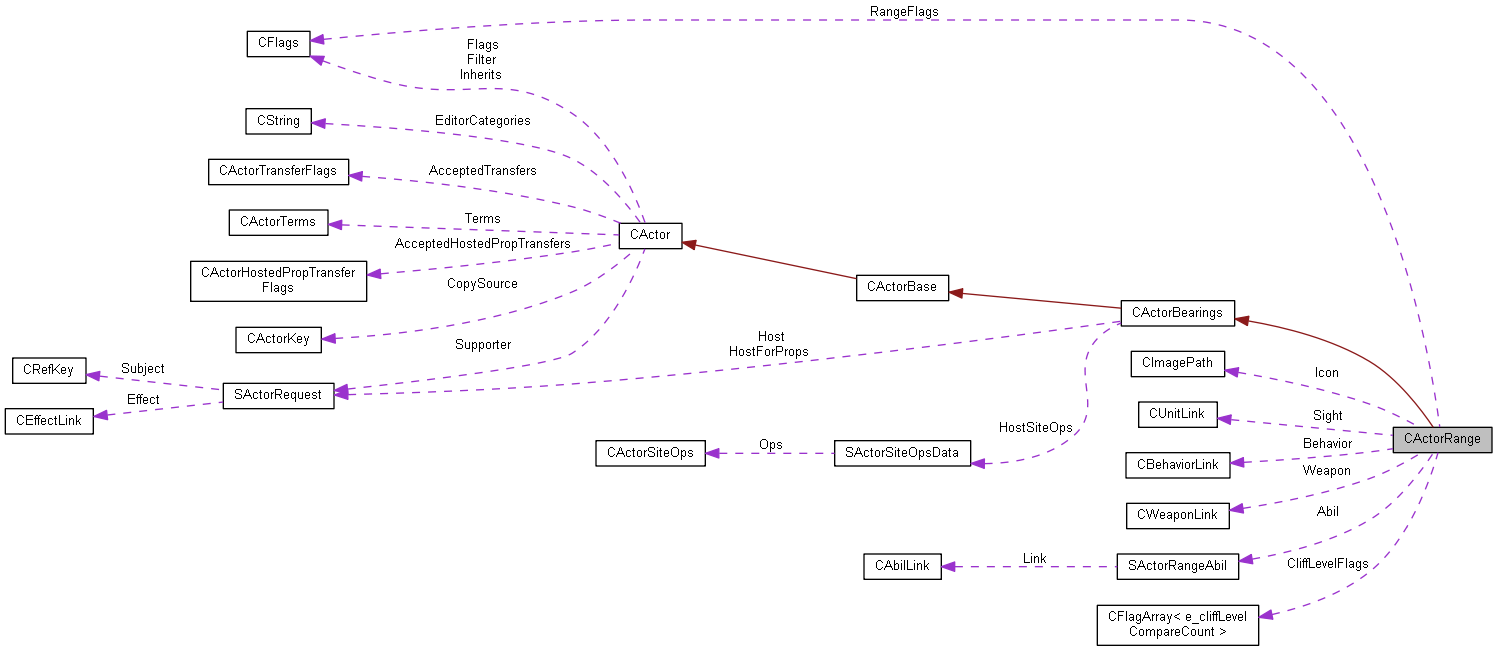 RangeFlags
CFlags
Flags
Filter
Inherits
CString
EditorCategories
CActorTransferFlags
AcceptedTransfers
CActorTerms
Terms
CActor
AcceptedHostedPropTransfers
CActorHostedPropTransfer
Flags
CopySource
CActorBase
CActorBearings
CActorKey
Supporter
Host
HostForProps
CRefKey
Subject
CImagePath
Icon
SActorRequest
CEffectLink
Effect
CUnitLink
Sight
HostSiteOps
CActorRange
Behavior
CActorSiteOps
Ops
SActorSiteOpsData
CBehaviorLink
Weapon
CWeaponLink
Abil
CAbilLink
Link
SActorRangeAbil
CliffLevelFlags
CFlagArray< e_cliffLevel
CompareCount >